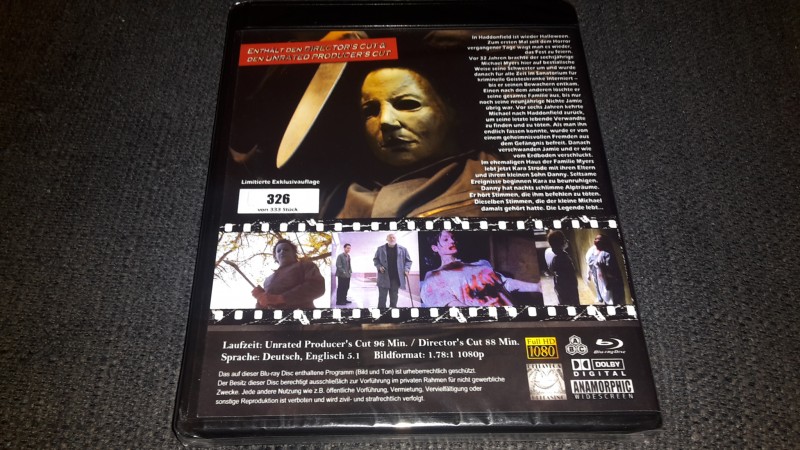 ENTHÄLT DEN DIRECTOR'S CUT &
DEN UNRATED PRODUCER'S CUT
In Haddonfield ist wieder Halloween.
Zum ersten Mal seit dem Horror
vergangener Tage wagt man es wieder,
das Fest zu feiern.
Vor 32 Jahren brachte der sechsjährige
Michael Myers hier auf bestialische
Weise seine Schwester um und wurde
danach für alle Zeit im Sanatorium für
kriminelle Geisteskranke interniert -
bis er seinen Bewachern entkam.
Einen nach dem anderen löschte er
seine gesamte Familie aus, bis nur
noch seine neunjährige Nichte Jamie
übrig war. Vor sechs Jahren kehrte
Michael nach Haddonfield zurück,
um seine letzte lebende Verwandte
zu finden und zu töten. Als man ihn
endlich fassen konnte, wurde er von
einem geheimnisvollen Fremden aus
dem Gefängnis befreit. Danach
verschwanden Jamie und er wie
vom Erdboden verschluckt.
Im ehemaligen Haus der Familie Myers
lebt jetzt Kara Strode mit ihren Eltern
und ihrem kleinen Sohn Danny. Seltsame
Ereignisse beginnen Kara zu beunruhigen.
Danny hat nachts schlimme Alpträume.
Er hört Stimmen, die ihm befehlen zu töten.
Dieselben Stimmen, die der kleine Michael
damals gehört hatte. Die Legende lebt...
Limitierte Exklusivauflage
326
von 333 Stück
Laufzeit: Unrated Producer's Cut 96 Min. / Director's Cut 88 Min.
Sprache: Deutsch, Englisch 5.1 Bildformat: 1.78:1 1080p
Das auf dieser Blu-ray Disc enthaltene Programm (Bild und Ton) ist urheberrechtlich geschützt.
Der Besitz dieser Disc berechtigt ausschließlich zur Vorführung im privaten Rahmen für nicht gewerbliche
Zwecke. Jede andere Nutzung wie z.B. öffentliche Vorführung, Vermietung, Vervielfältigung oder
sonstige Reproduktion ist verboten und wird zivil- und strafrechtlich verfolgt.
Full HD
1080
ABC
Blu-ray Disc
DOLBY
DIGITAL
ANAMORPHIC
WIDESCREEN